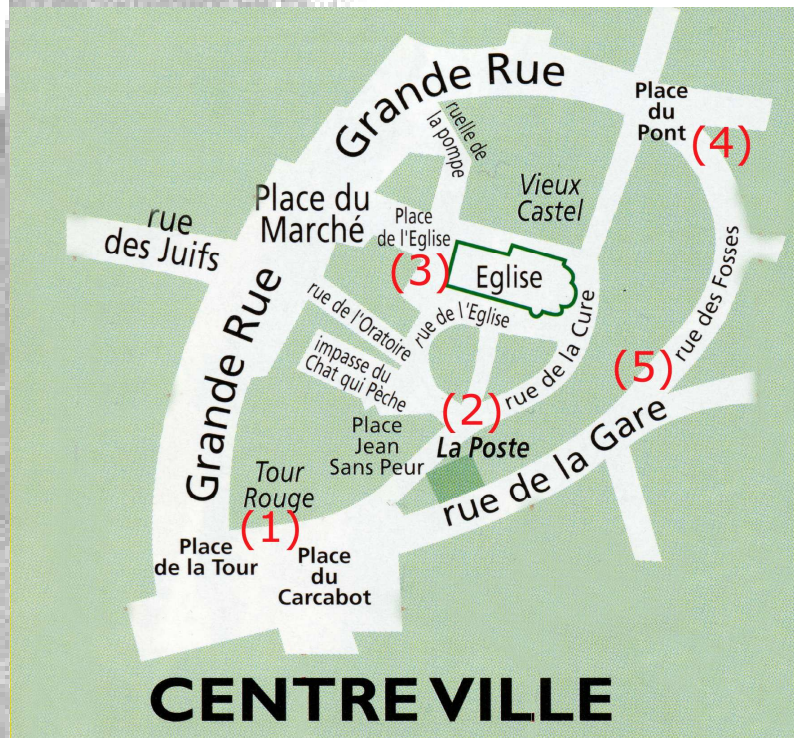 Grande Rue
Place
du
Pont
(4)
ruelle de
la pompe
Vieux
Castel
Place du
Marché
Place
de l'Eglise
(3)
Eglise
rue
des Juifs
rue de l'Oratoire
rue de l'Eglise
rue de la Cure
rue des Fosses
Grande Rue
impasse du
Chat qui Pèche
(5)
(2)
La Poste
Place
Jean
Sans Peur
rue de la Gare
Tour
Rouge
(1)
Place
de la Tour
Place
du
Carcabot
CENTRE VILLE